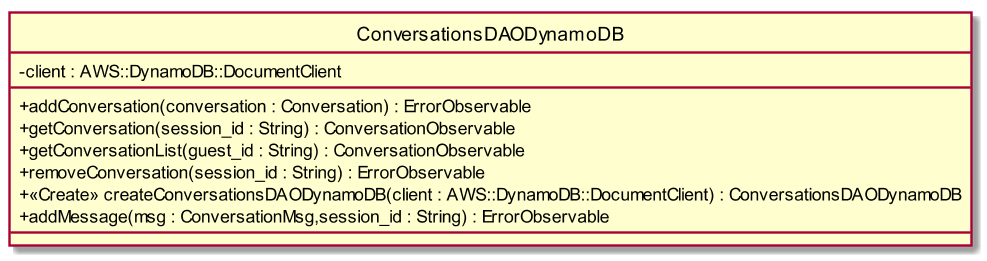 ConversationsDAODynamoDB
-client : AWS::DynamoDB::DocumentClient
+addConversation(conversation : Conversation) : ErrorObservable
+getConversation(session_id : String) : ConversationObservable
+getConversationList(guest_id : String) : ConversationObservable
+removeConversation(session_id : String) : ErrorObservable
+«Create» createConversationsDAODynamoDB(client : AWS::DynamoDB::DocumentClient) : ConversationsDAODynamoDB
+addMessage(msg : ConversationMsg,session_id : String) : ErrorObservable